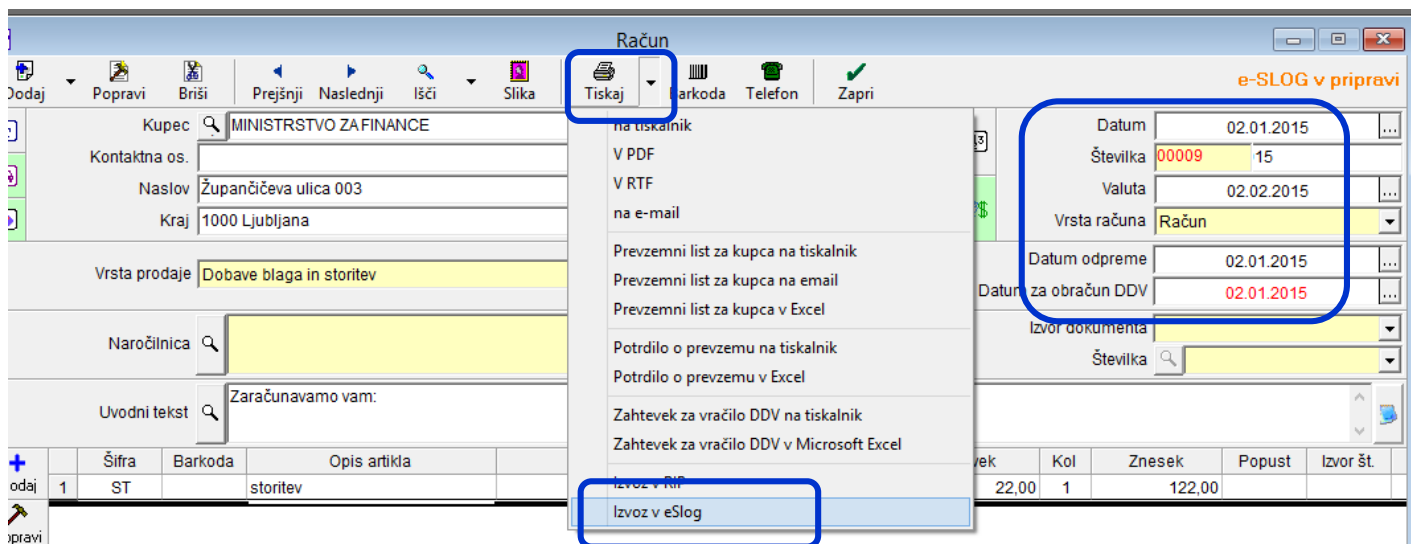 Račun
Dodaj Popravi Briši Prejšnji Naslednji Išči Slika Tiskaj Barkoda Telefon Zapri e-SLOG v pripravi
Kupec MINISTRSTVO ZA FINANCE
Kontaktna os.
Naslov Župančičeva ulica 003
Kraj 1000 Ljubljana
Vrsta prodaje Dobave blaga in storitev
Naročilnica
Uvodni tekst Zaračunavamo vam:
na tiskalnik
V PDF
V RTF
na e-mail
Prevzemni list za kupca na tiskalnik
Prevzemni list za kupca na email
Prevzemni list za kupca v Excel
Potrdilo o prevzemu na tiskalnik
Potrdilo o prevzemu v Excel
Zahtevek za vračilo DDV na tiskalnik
Zahtevek za vračilo DDV v Microsoft Excel
Izvoz v RIP
Izvoz v eSlog
Datum 02.01.2015 ...
Številka 00009 15
Valuta 02.02.2015 ...
Vrsta računa Račun
Datum odpreme 02.01.2015 ...
Datum za obračun DDV 02.01.2015 ...
Izvor dokumenta
Številka
Šifra Barkoda Opis artikla Kol Znesek Popust Izvor št.
1 ST storitev 22,00 1 122,00